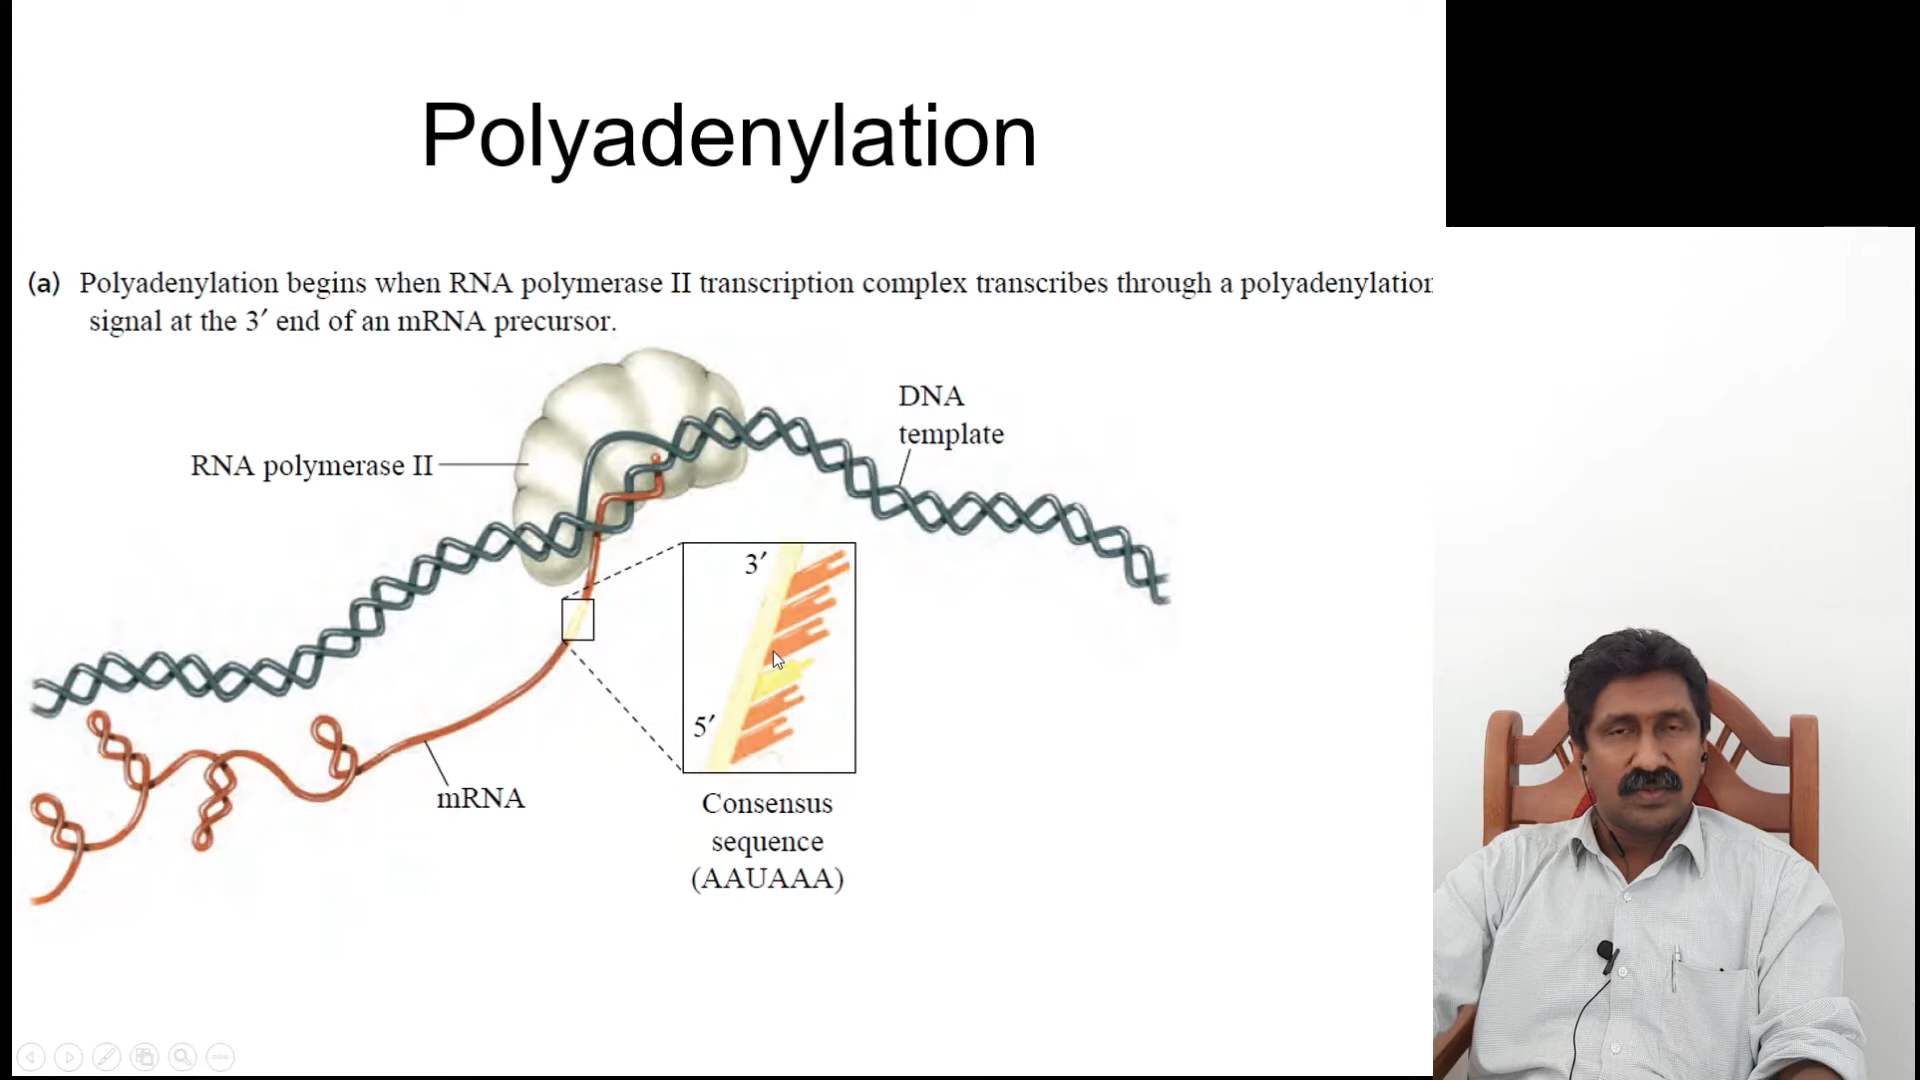 Polyadenylation
(a) Polyadenylation begins when RNA polymerase II transcription complex transcribes through a polyadenylation
signal at the 3′ end of an mRNA precursor.
DNA
template
RNA polymerase II
3′
5′
mRNA
Consensus
sequence
(AAUAAA)